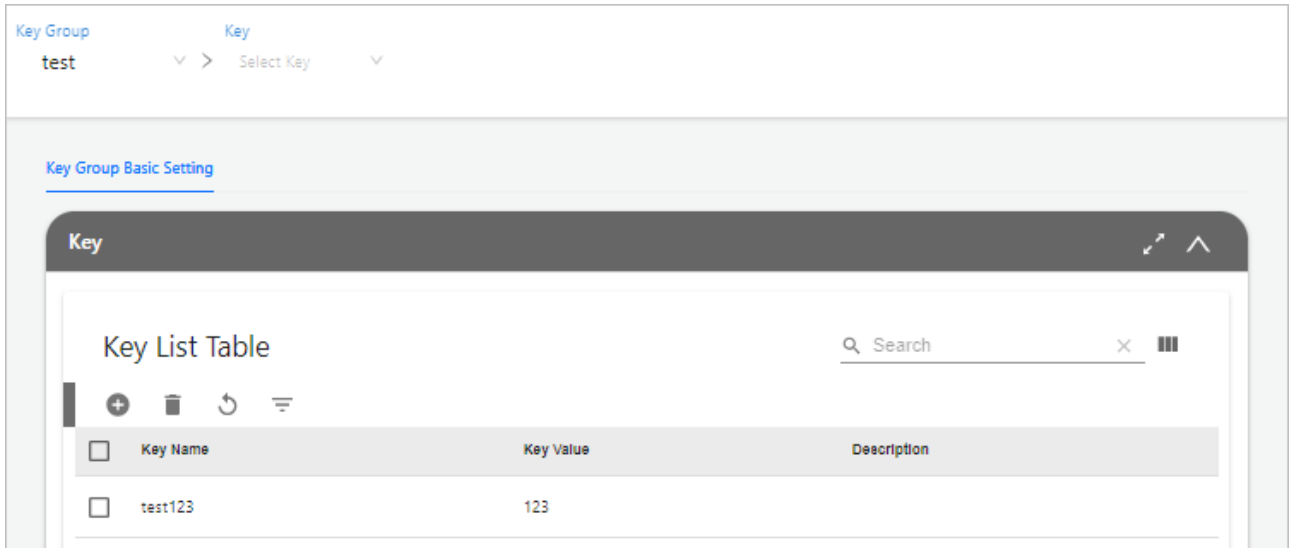 Key Group Key
test > Select Key
Key Group Basic Setting
Key
Key List Table
Search
Key Name Key Value Description
test123 123